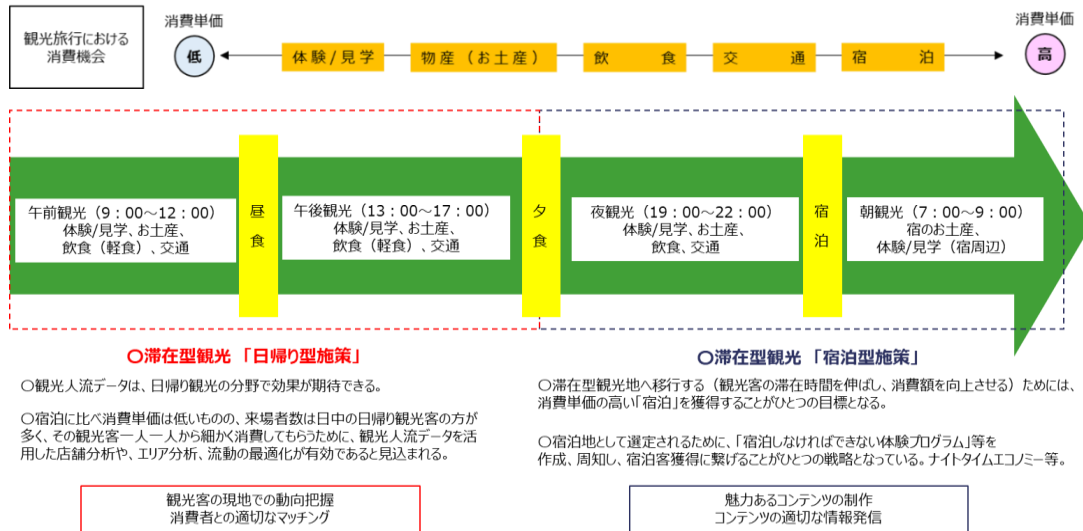 観光旅行における
消費機会
消費単価
低
体験/見学
物産（お土産）
飲食
交通
宿泊
消費単価
高
午前観光（9：00～12：00）
体験/見学、お土産、
飲食（軽食）、交通
昼食
午後観光（13：00～17：00）
体験/見学、お土産、
飲食（軽食）、交通
夕食
夜観光（19：00～22：00）
体験/見学、お土産、
飲食、交通
宿泊
朝観光（7：00～9：00）
宿のお土産、
体験/見学（宿周辺）
〇滞在型観光「日帰り型施策」
〇観光人流データは、日帰り観光の分野で効果が期待できる。
〇宿泊に比べ消費単価は低いものの、来場者数は日中の日帰り観光客の方が
多く、その観光客一人一人から細かく消費してもらうために、観光人流データを活
用した店舗分析や、エリア分析、流動の最適化が有効であると見込まれる。
観光客の現地での動向把握
消費者との適切なマッチング
〇滞在型観光「宿泊型施策」
〇滞在型観光地へ移行する（観光客の滞在時間を伸ばし、消費額を向上させる）ためには、
消費単価の高い「宿泊」を獲得することがひとつの目標となる。
〇宿泊地として選定されるために、「宿泊しなければできない体験プログラム」等を
作成、周知し、宿泊客獲得に繋げることがひとつの戦略となっている。ナイトタイムエコノミー等。
魅力あるコンテンツの制作
コンテンツの適切な情報発信